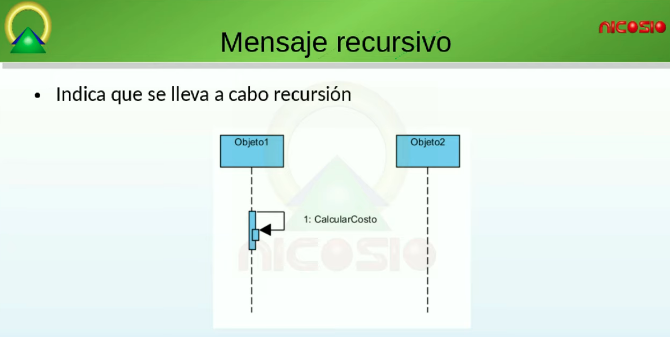 NICOSIO
Mensaje recursivo
• Indica que se lleva a cabo recursión
Objeto1
Objeto2
1: CalcularCosto
NICOSIO